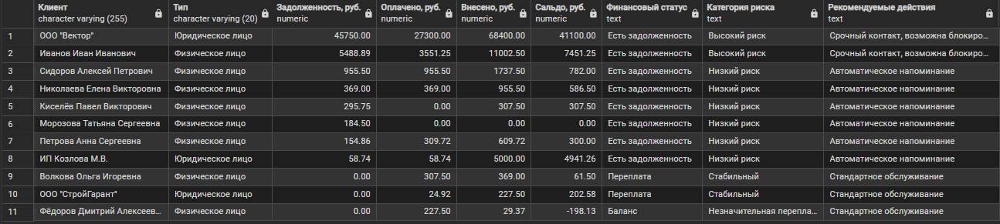 Клиент Тип Задолженность, руб. Оплачено, руб. Внесено, руб. Сальдо, руб. Финансовый статус Категория риска Рекомендуемые действия
character varying (255) character varying (20) numeric numeric numeric numeric text text text
1 ООО "Вектор" Юридическое лицо 45750.00 27300.00 68400.00 41100.00 Есть задолженность Высокий риск Срочный контакт, возможна блокиро...
2 Иванов Иван Иванович Физическое лицо 5488.89 3551.25 11002.50 7451.25 Есть задолженность Высокий риск Срочный контакт, возможна блокиро...
3 Сидоров Алексей Петрович Физическое лицо 955.50 955.50 1737.50 782.00 Есть задолженность Низкий риск Автоматическое напоминание
4 Николаева Елена Викторовна Физическое лицо 369.00 369.00 955.50 586.50 Есть задолженность Низкий риск Автоматическое напоминание
5 Киселёв Павел Викторович Физическое лицо 295.75 0.00 307.50 307.50 Есть задолженность Низкий риск Автоматическое напоминание
6 Морозова Татьяна Сергеевна Физическое лицо 184.50 0.00 0.00 0.00 Есть задолженность Низкий риск Автоматическое напоминание
7 Петрова Анна Сергеевна Физическое лицо 154.86 309.72 609.72 300.00 Есть задолженность Низкий риск Автоматическое напоминание
8 ИП Козлова М.В. Юридическое лицо 58.74 58.74 5000.00 4941.26 Есть задолженность Низкий риск Автоматическое напоминание
9 Волкова Ольга Игоревна Физическое лицо 0.00 307.50 369.00 61.50 Переплата Стабильный Стандартное обслуживание
10 ООО "СтройГарант" Юридическое лицо 0.00 24.92 227.50 202.58 Переплата Стабильный Стандартное обслуживание
11 Фёдоров Дмитрий Алексеев... Физическое лицо 0.00 227.50 29.37 -198.13 Баланс Незначительная перепла... Стандартное обслуживание